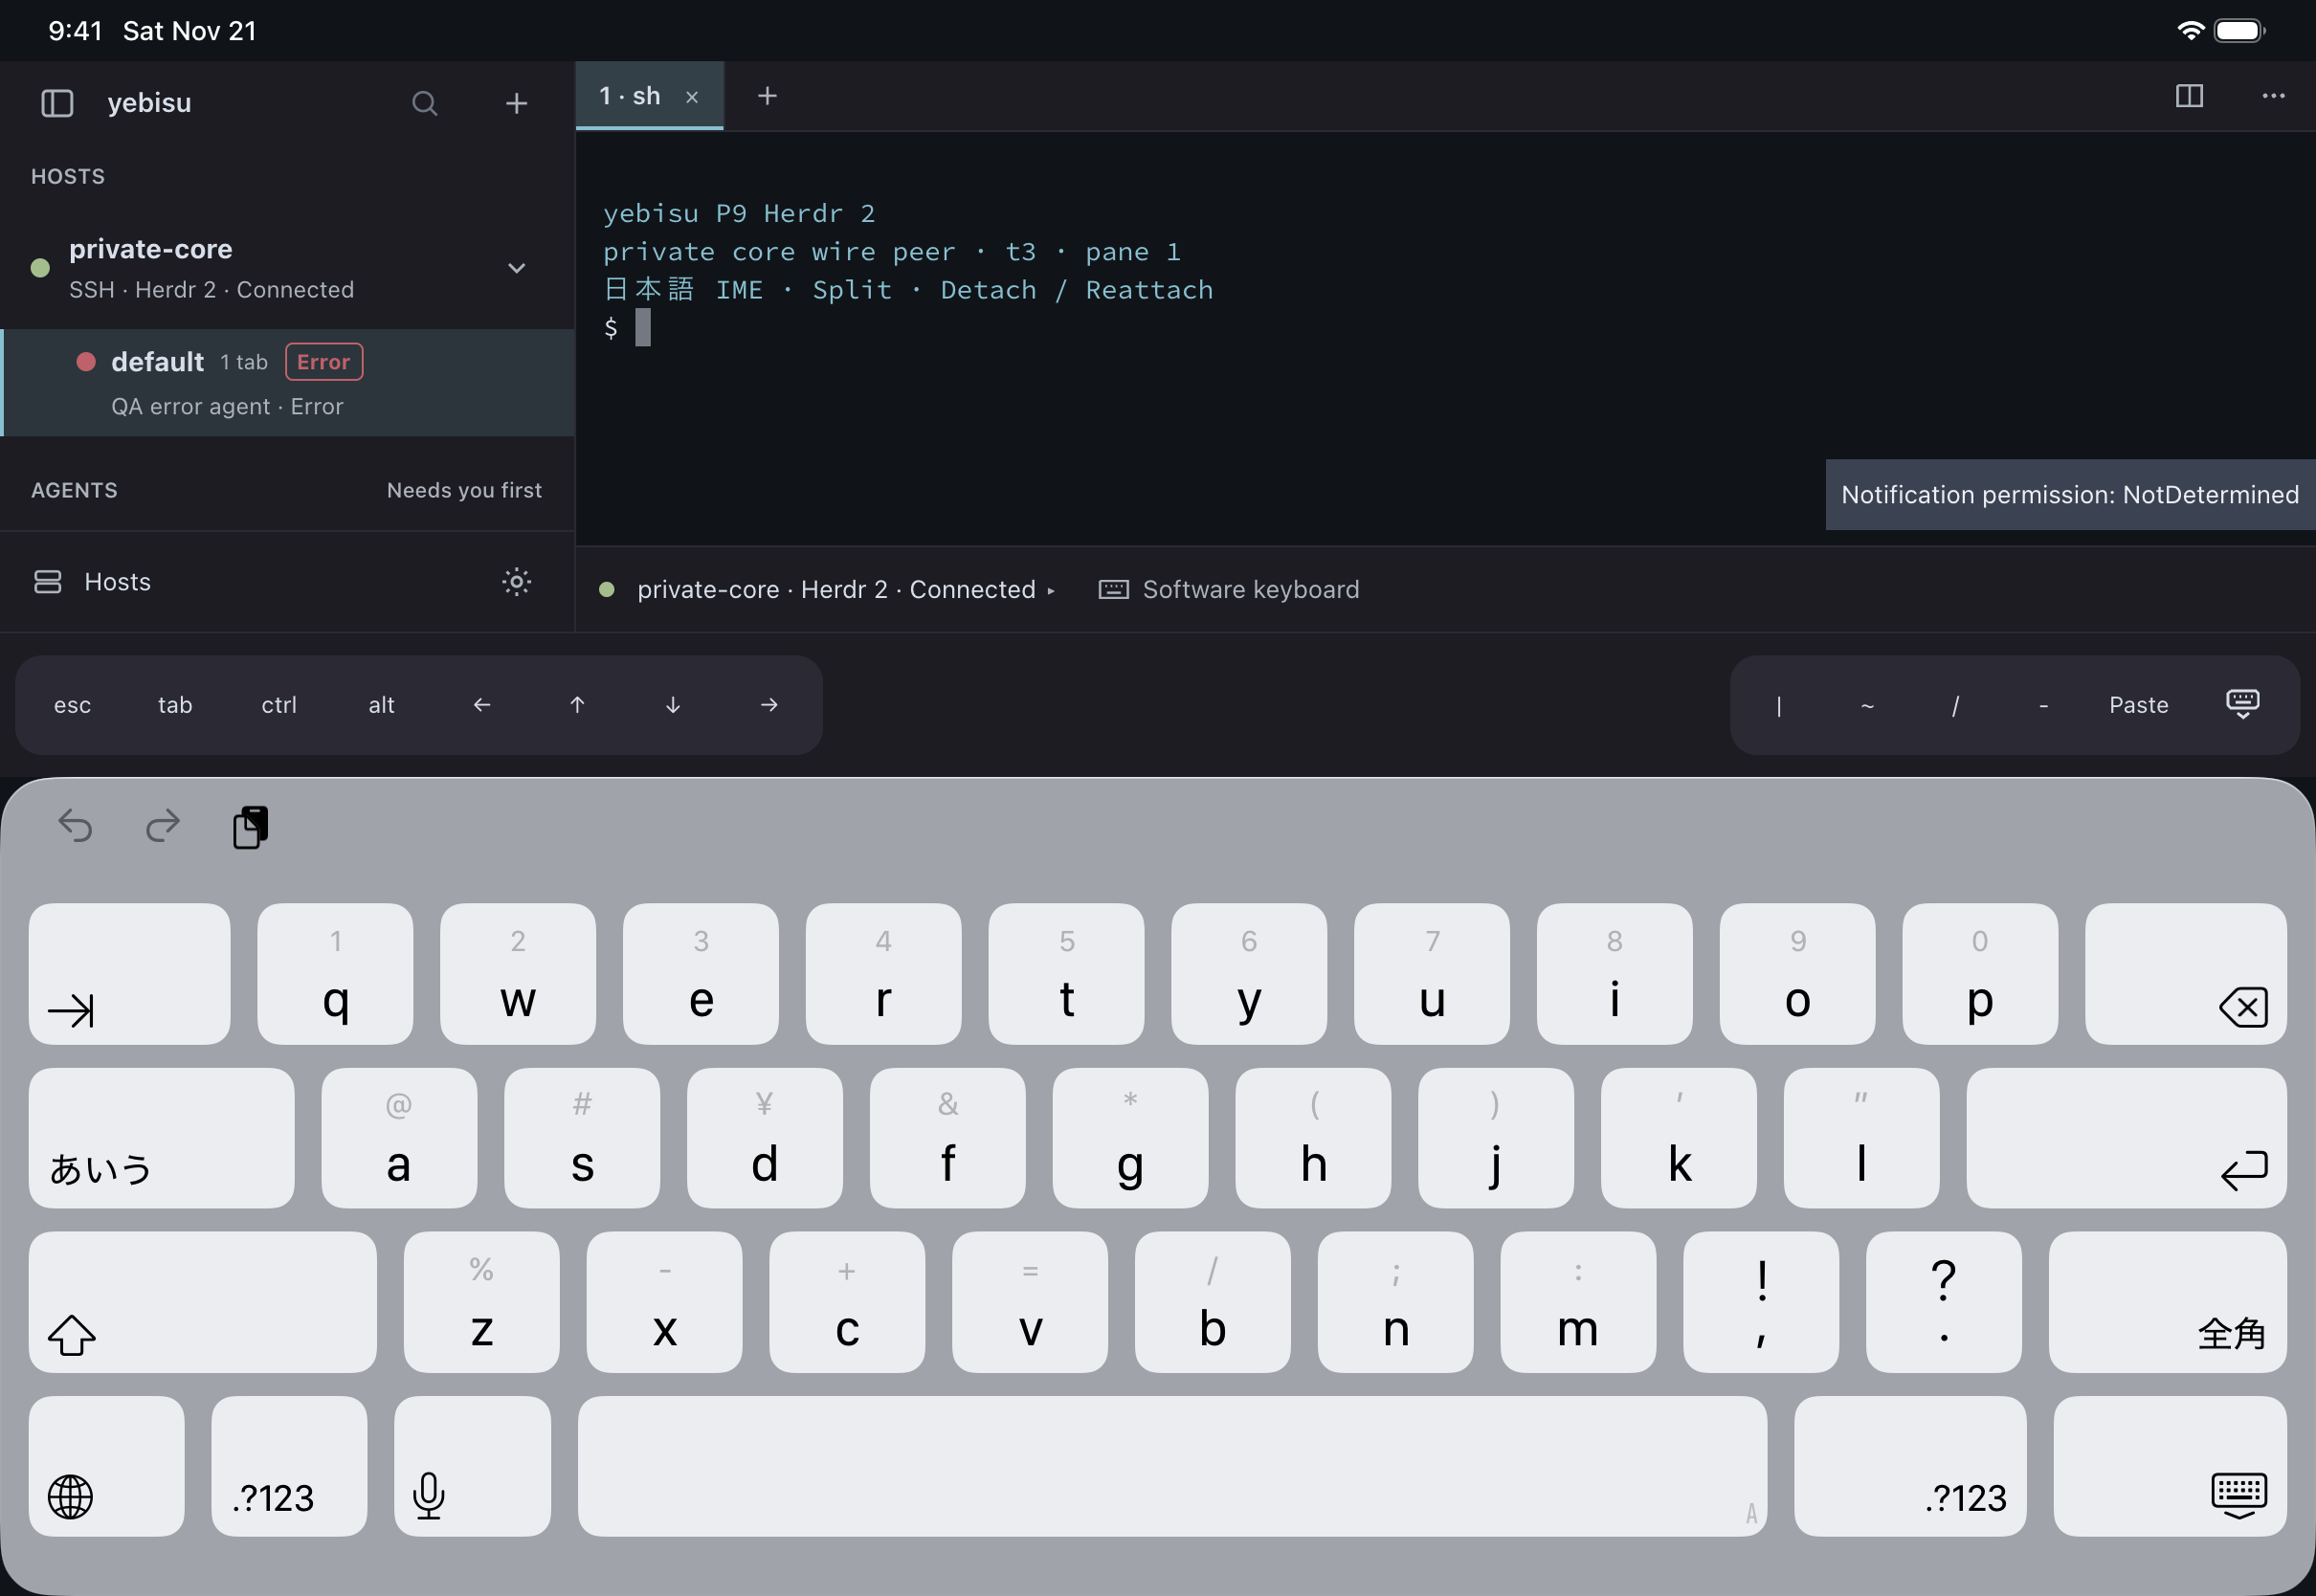 9:41 Sat Nov 21
yebisu
1 · sh ×
HOSTS
private-core
SSH · Herdr 2 · Connected
default 1 tab Error
QA error agent · Error
AGENTS Needs you first
Hosts
yebisu P9 Herdr 2
private core wire peer · t3 · pane 1
日本語 IME · Split · Detach / Reattach
$
Notification permission: NotDetermined
private-core · Herdr 2 · Connected ▸ Software keyboard
esc tab ctrl alt ← ↑ ↓ → | ~ / - Paste
1 2 3 4 5 6 7 8 9 0
q w e r t y u i o p
@ # ¥ & * ( ) ' "
あいう a s d f g h j k l
% - + = / ; : ! ?
z x c v b n m , . 全角
.?123 A .?123